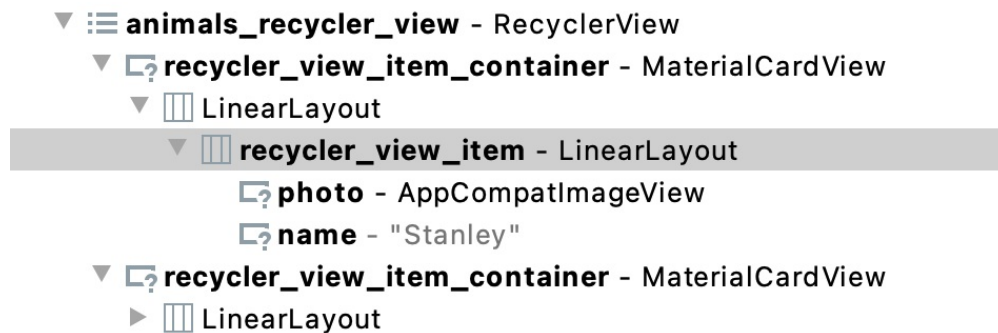 animals_recycler_view - RecyclerView
recycler_view_item_container - MaterialCardView
LinearLayout
recycler_view_item - LinearLayout
photo - AppCompatImageView
name - "Stanley"
recycler_view_item_container - MaterialCardView
LinearLayout